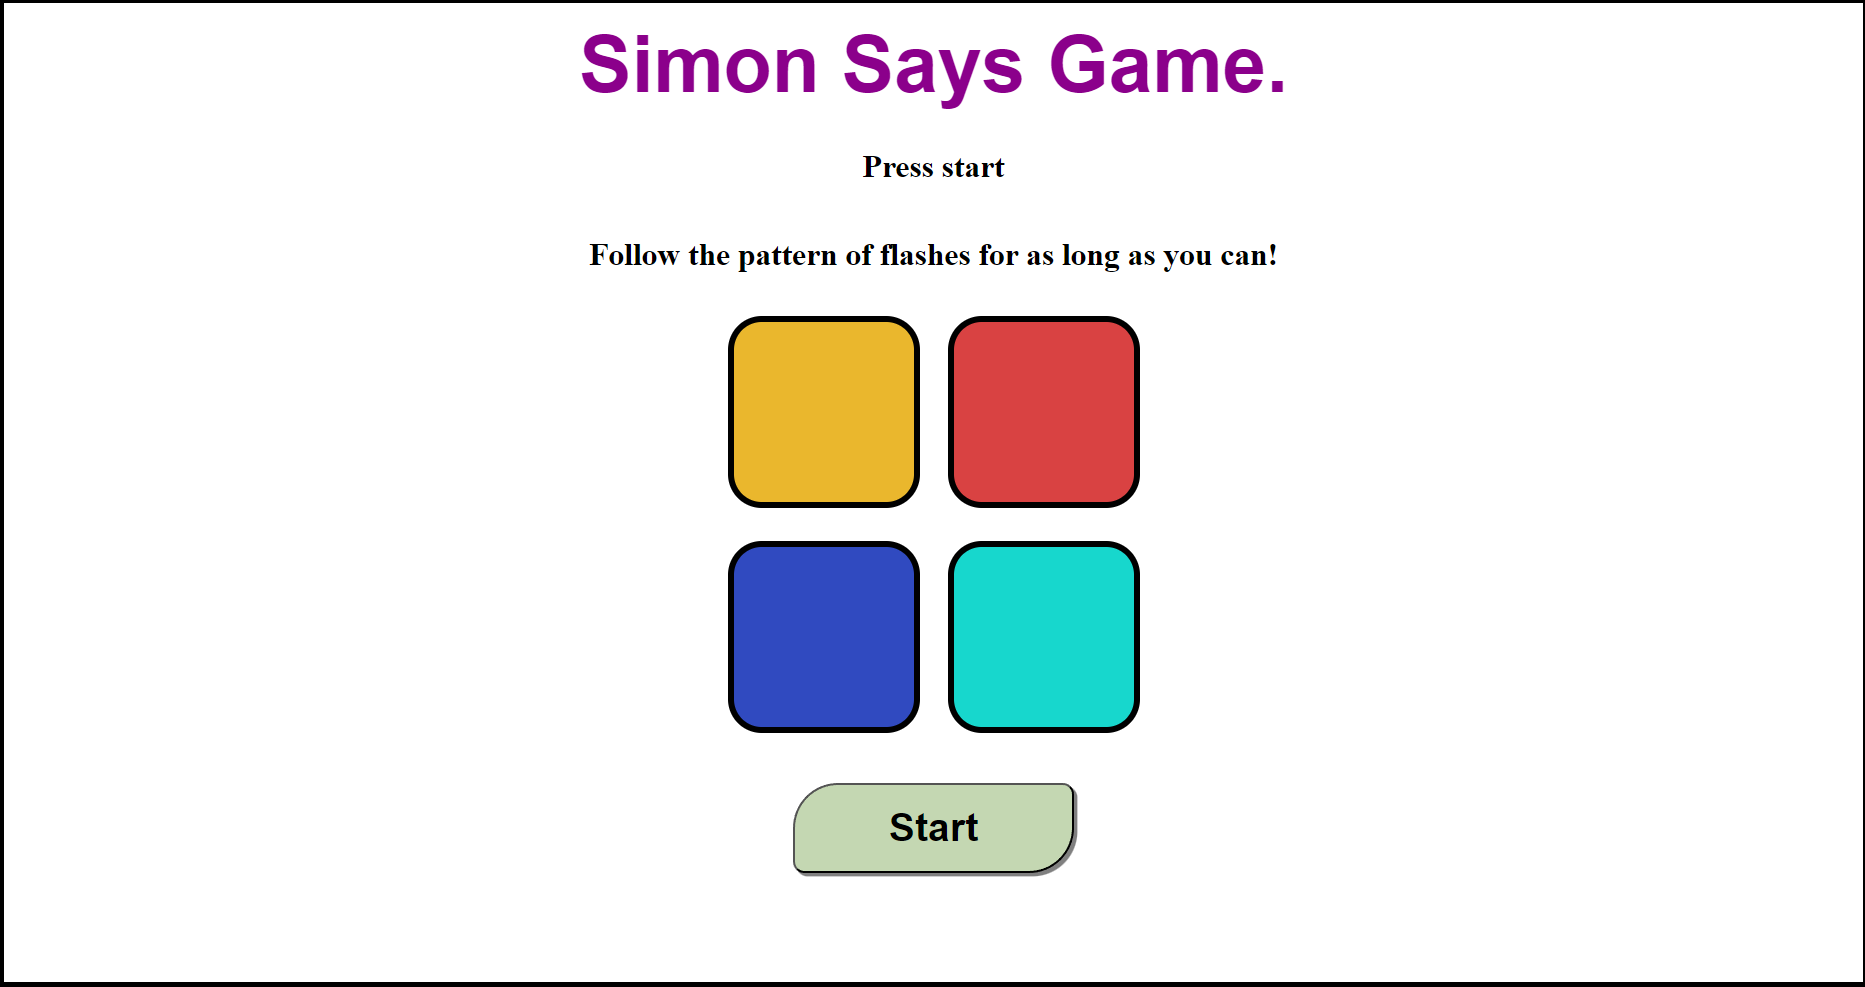 Simon Says Game.
Press start
Follow the pattern of flashes for as long as you can!
Start